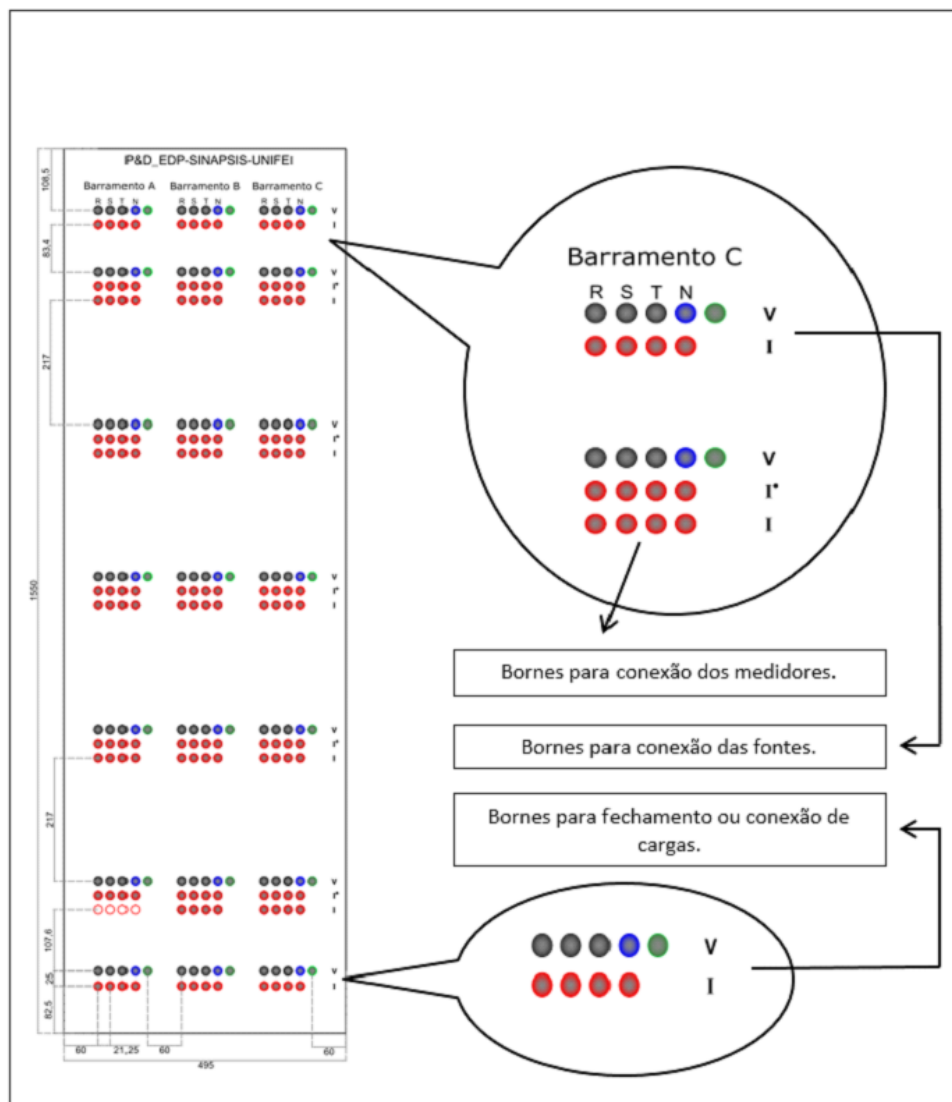 IP&D_EDP-SINAPSIS-UNIFEI
Barramento A Barramento B Barramento C
R S T N R S T N R S T N
V
I
V
I•
I
V
I•
I
V
I•
I
V
I•
I
V
I•
I
V
I
108,5
83,4
217
1550
217
107,6
25
82,5
60 21,25 60 60
495
Barramento C
R S T N
V
I
V
I•
I
Bornes para conexão dos medidores.
Bornes para conexão das fontes.
Bornes para fechamento ou conexão de
cargas.
V
I